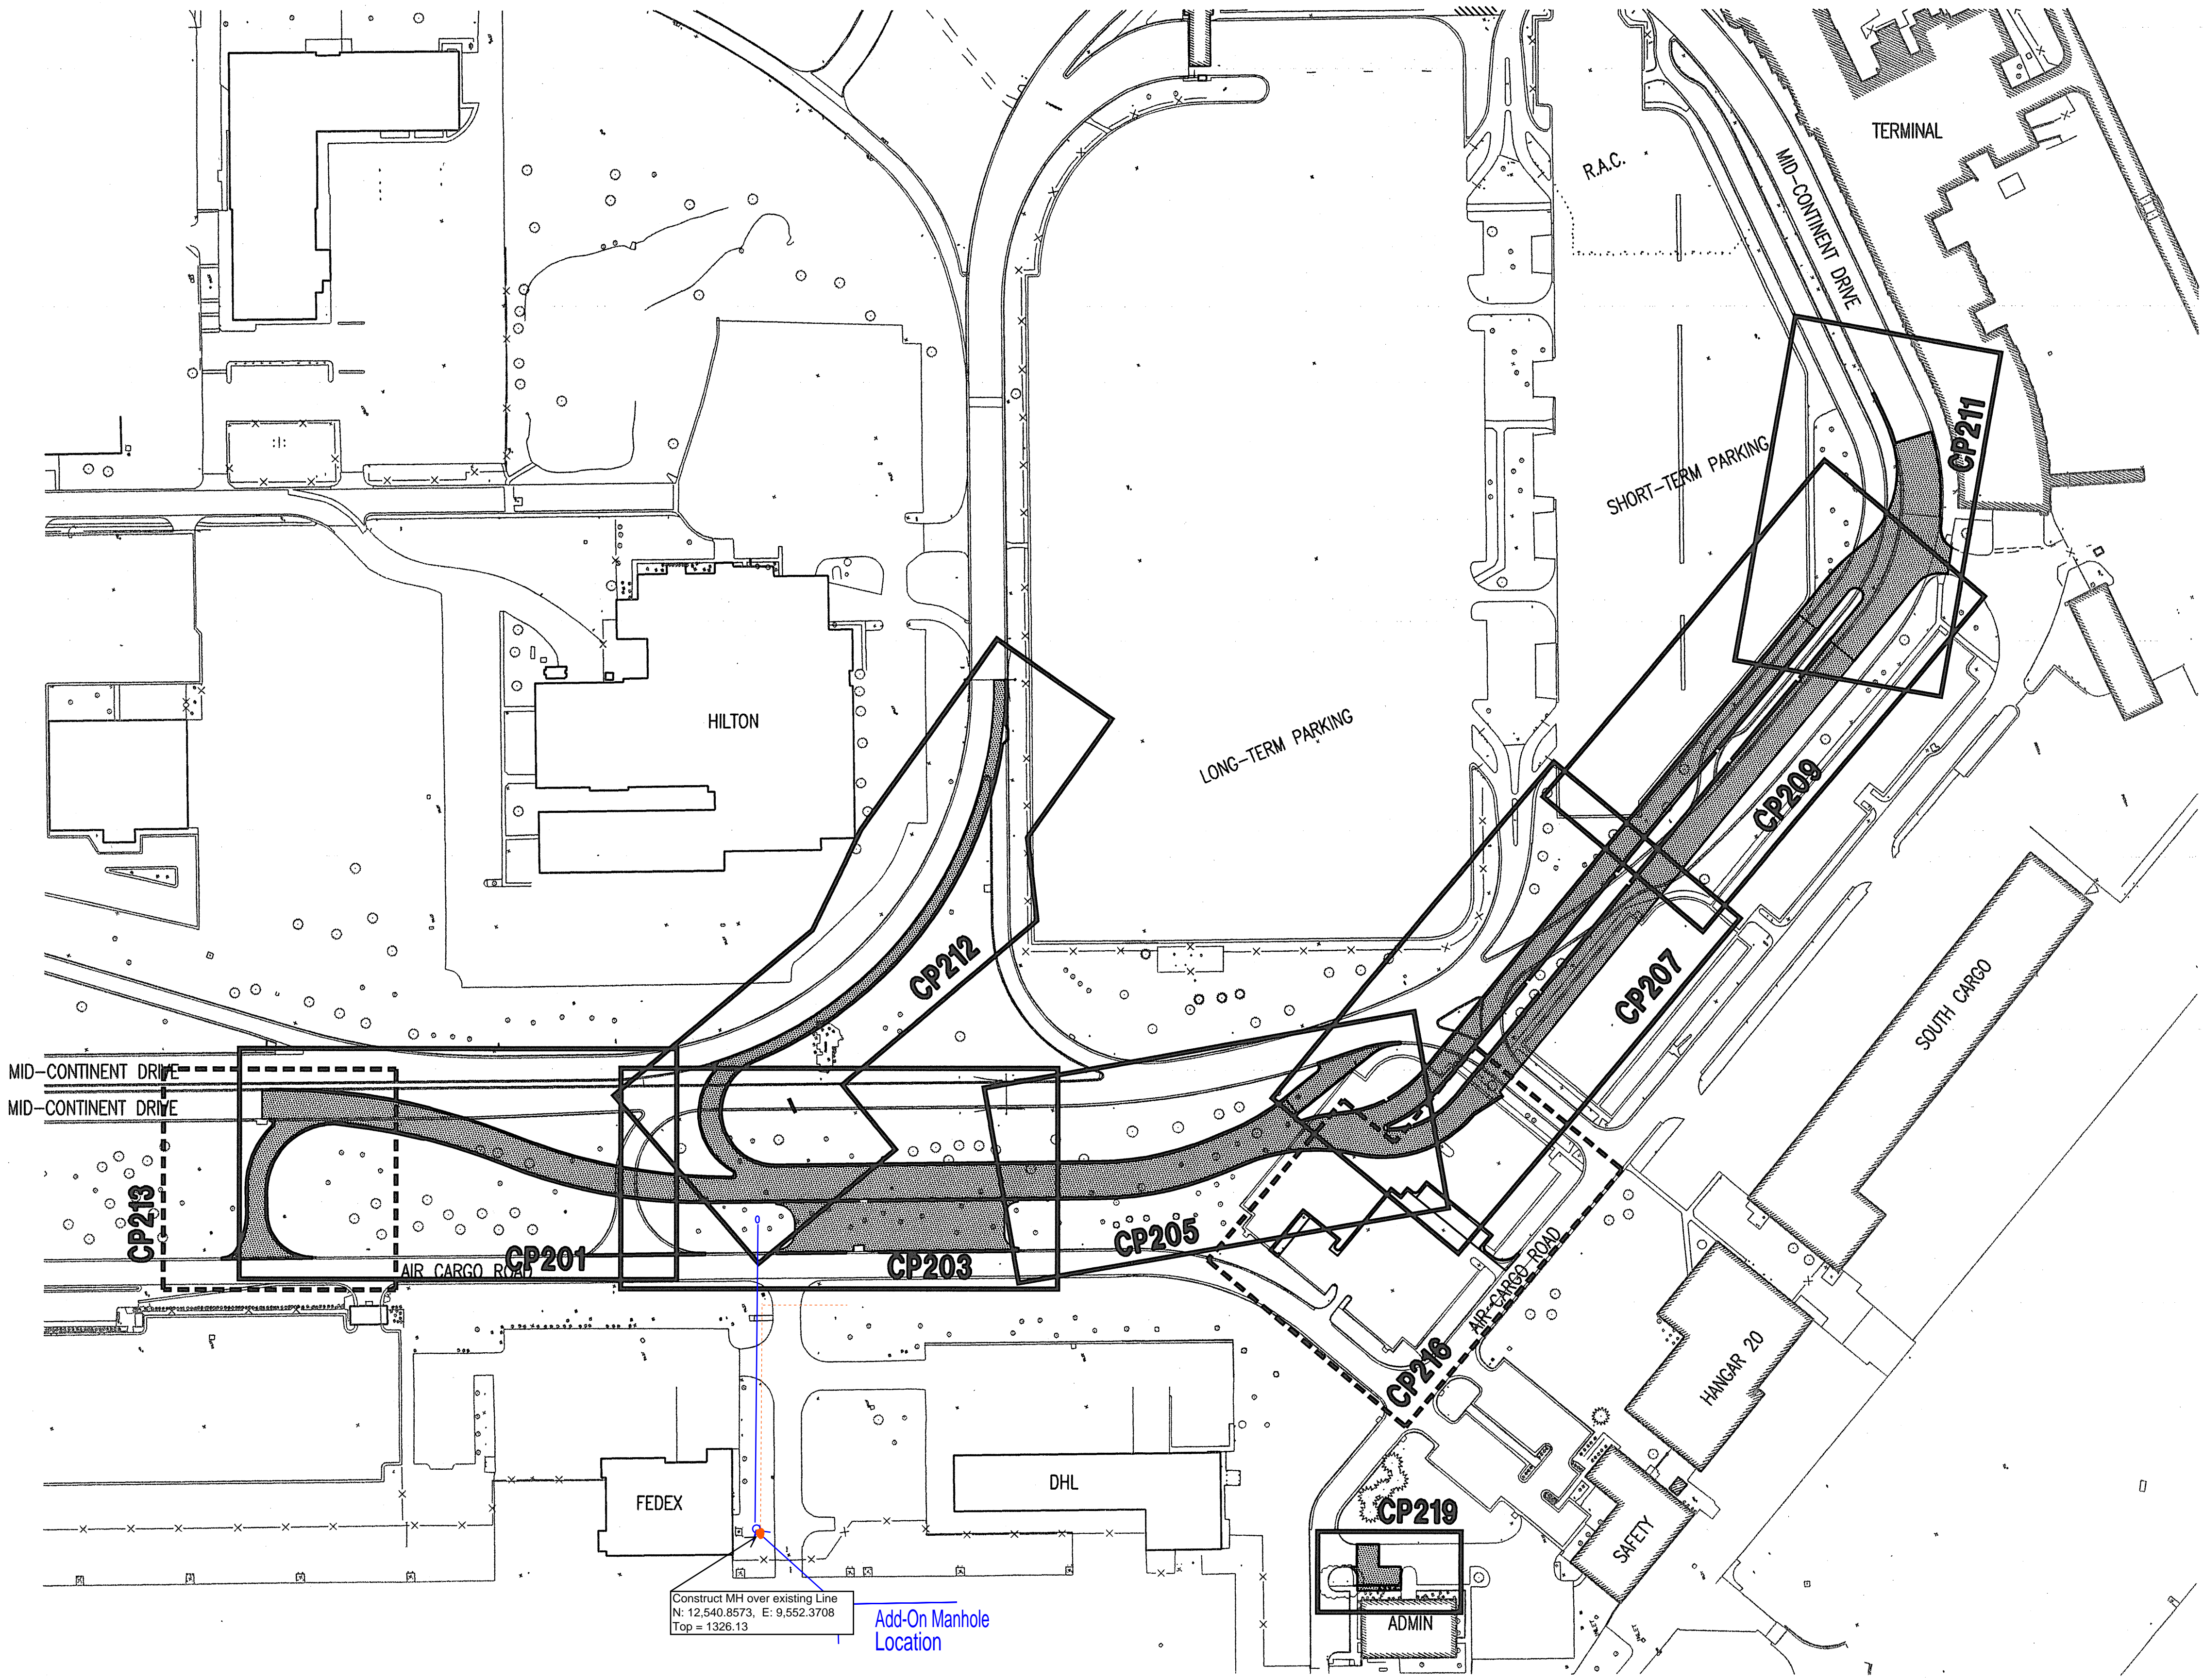 TERMINAL
R.A.C.
MID-CONTINENT DRIVE
CP211
SHORT-TERM PARKING
HILTON
LONG-TERM PARKING
CP209
CP212
CP207
SOUTH CARGO
MID-CONTINENT DRIVE
MID-CONTINENT DRIVE
CP213
CP201
CP203
CP205
AIR CARGO ROAD
AIR CARGO ROAD
CP216
HANGAR 20
FEDEX
DHL
CP219
SAFETY
ADMIN
Construct MH over existing Line
N: 12,540.8573, E: 9,552.3708
Top = 1326.13
Add-On Manhole
Location
INLET
INLET